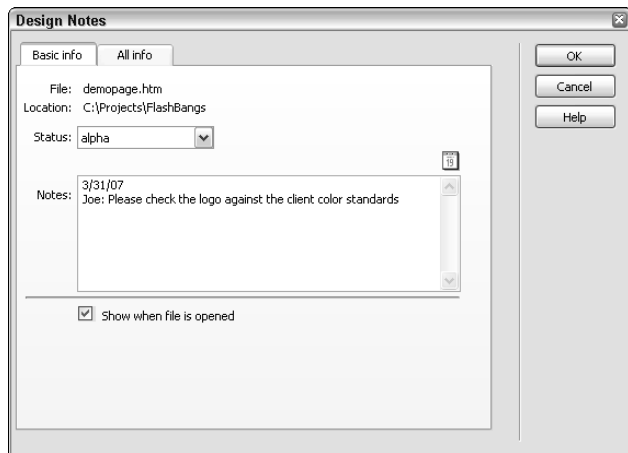 Design Notes
Basic info All info
File: demopage.htm
Location: C:\Projects\FlashBangs
Status: alpha
19
Notes: 3/31/07
Joe: Please check the logo against the client color standards
Show when file is opened
OK
Cancel
Help